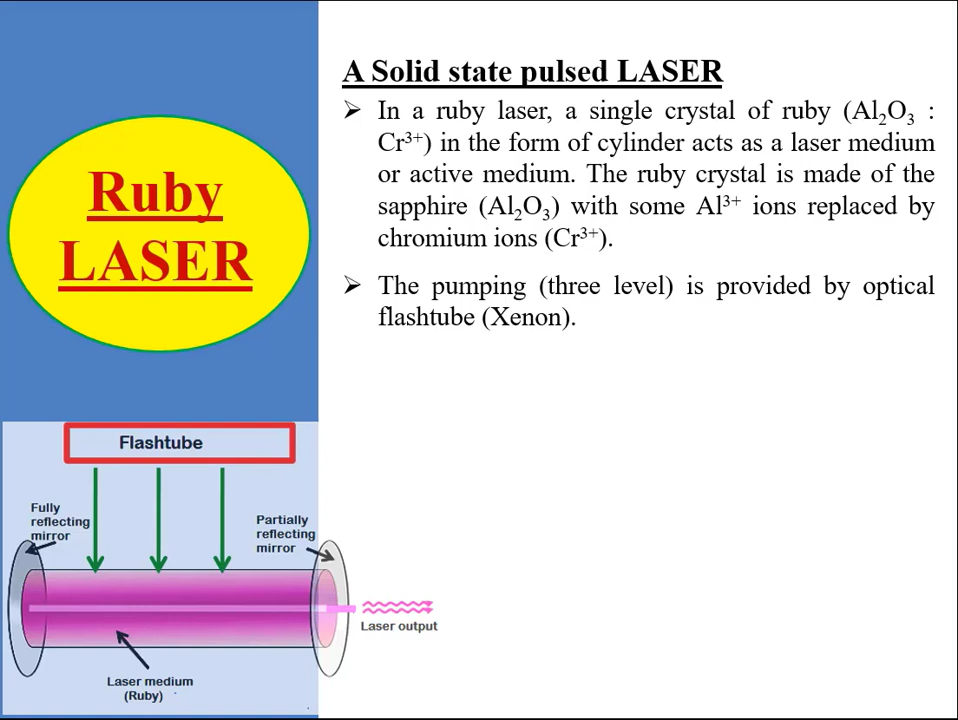 Ruby
LASER
A Solid state pulsed LASER
➢ In a ruby laser, a single crystal of ruby (Al₂O₃ :
Cr³⁺) in the form of cylinder acts as a laser medium
or active medium. The ruby crystal is made of the
sapphire (Al₂O₃) with some Al³⁺ ions replaced by
chromium ions (Cr³⁺).
➢ The pumping (three level) is provided by optical
flashtube (Xenon).
Flashtube
Fully
reflecting
mirror
Partially
reflecting
mirror
Laser output
Laser medium
(Ruby)